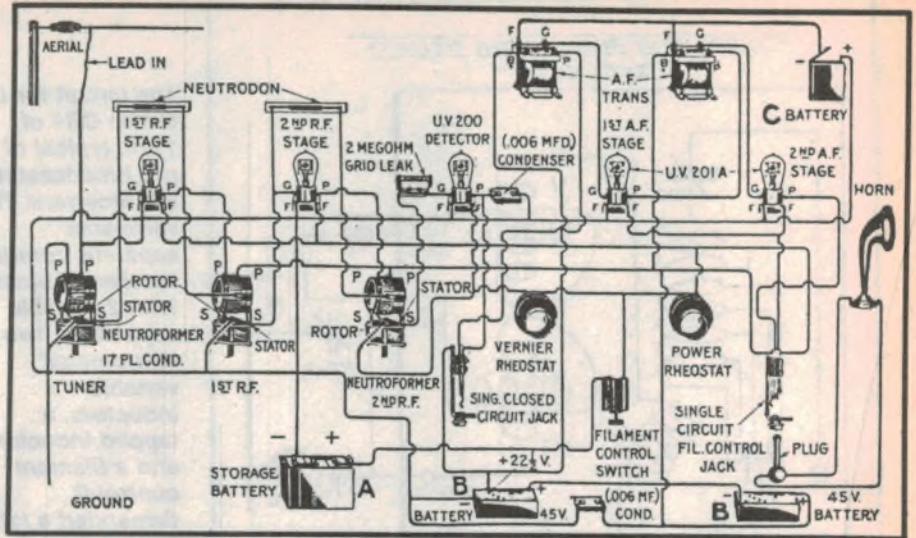 AERIAL
LEAD IN
NEUTRODON
1ST R.F.
STAGE
2ND R.F.
STAGE
2 MEGOHM
GRID LEAK
U.V 200
DETECTOR
(.006 MFD.)
CONDENSER
A.F.
TRANS
1ST A.F.
STAGE
U.V. 201A
2ND A.F.
STAGE
C BATTERY
HORN
F
G
B
P
F
G
B
P
- +
G P
F F
G P
F F
G P
F F
G P
F F
G P
F F
P P
S S
P P
S S
P P
S S
ROTOR
STATOR
NEUTROFORMER
17 PL. COND.
TUNER
STATOR
1ST R.F.
ROTOR
STATOR
NEUTROFORMER
2ND R.F.
VERNIER
RHEOSTAT
SING. CLOSED
CIRCUIT JACK
FILAMENT
CONTROL
SWITCH
POWER
RHEOSTAT
SINGLE
CIRCUIT
FIL. CONTROL
JACK
PLUG
GROUND
- +
STORAGE
BATTERY
A
+22½ V.
B
BATTERY
- +
45V.
(.006 MF.)
COND.
B
- +
45V.
BATTERY